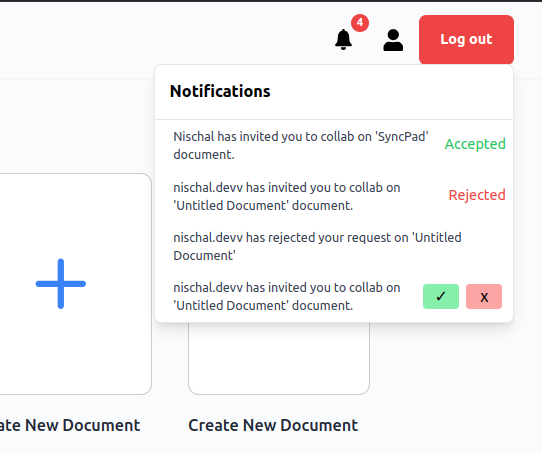 4
Log out
Notifications
Nischal has invited you to collab on 'SyncPad'
document.
Accepted
nischal.devv has invited you to collab on
'Untitled Document' document.
Rejected
nischal.devv has rejected your request on 'Untitled
Document'
nischal.devv has invited you to collab on
'Untitled Document' document.
✓ x
ate New Document
Create New Document